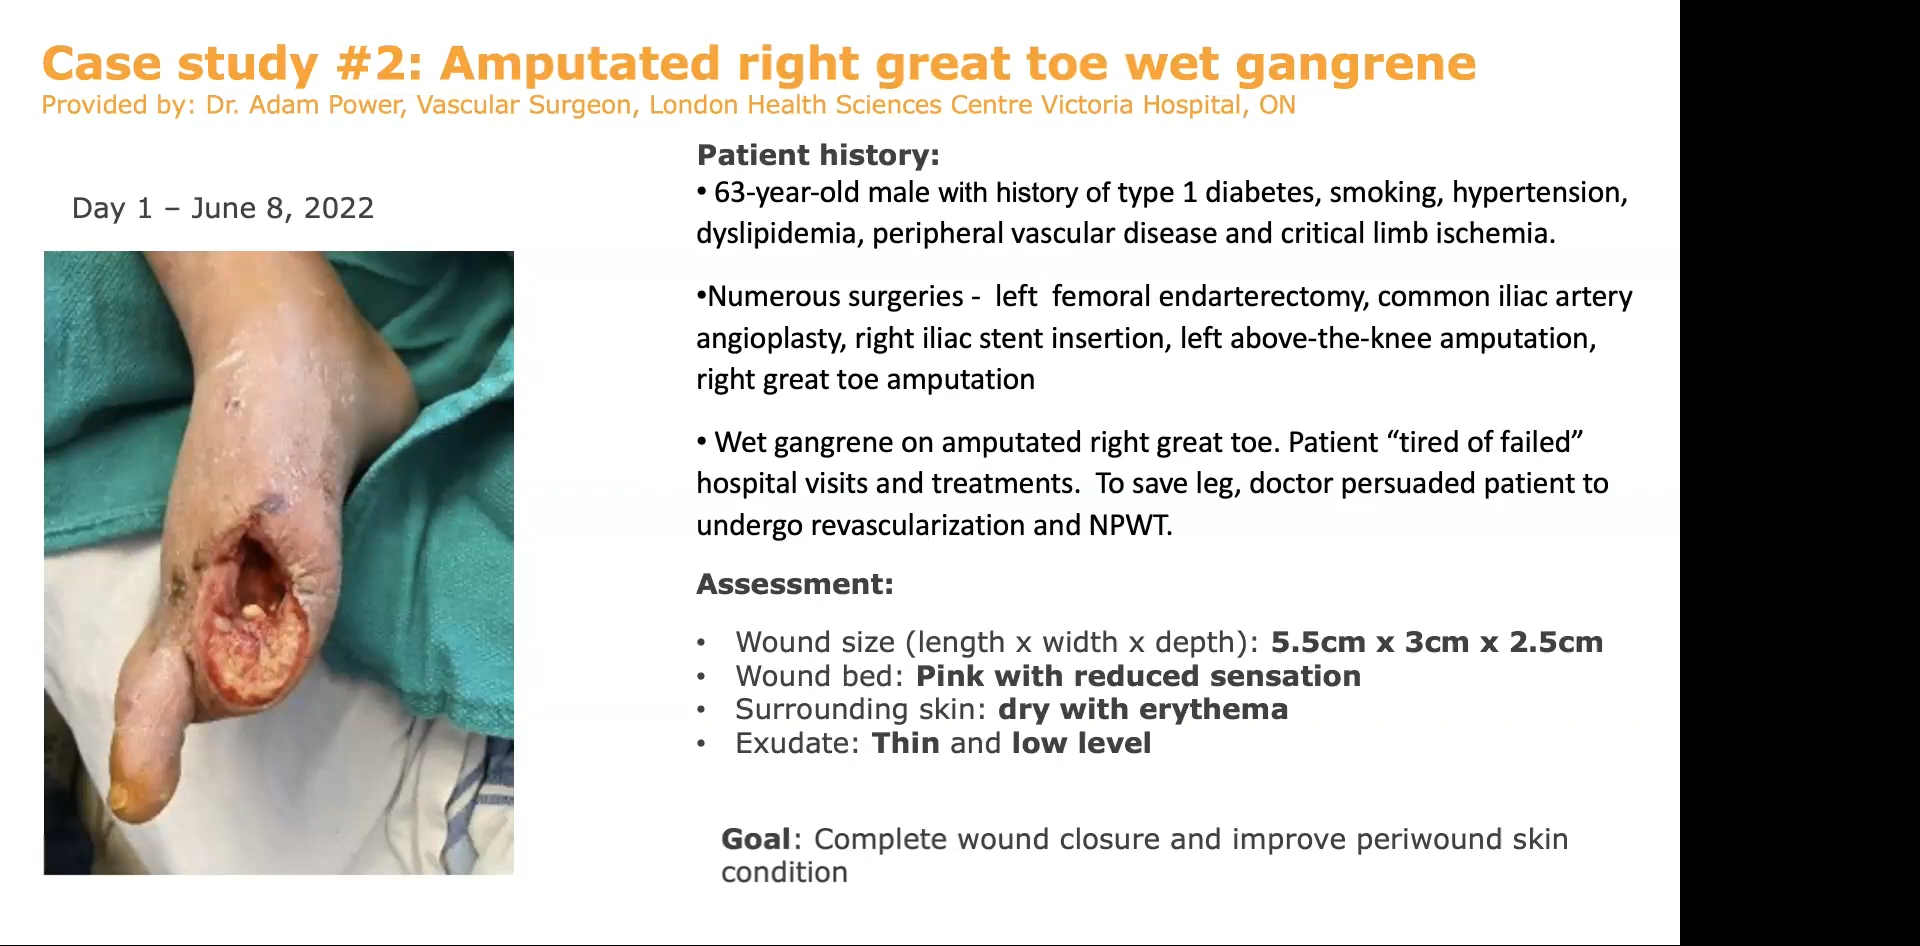 Case study #2: Amputated right great toe wet gangrene
Provided by: Dr. Adam Power, Vascular Surgeon, London Health Sciences Centre Victoria Hospital, ON
Day 1 – June 8, 2022
Patient history:
• 63-year-old male with history of type 1 diabetes, smoking, hypertension,
dyslipidemia, peripheral vascular disease and critical limb ischemia.
•Numerous surgeries - left femoral endarterectomy, common iliac artery
angioplasty, right iliac stent insertion, left above-the-knee amputation,
right great toe amputation
• Wet gangrene on amputated right great toe. Patient “tired of failed”
hospital visits and treatments. To save leg, doctor persuaded patient to
undergo revascularization and NPWT.
Assessment:
• Wound size (length x width x depth): 5.5cm x 3cm x 2.5cm
• Wound bed: Pink with reduced sensation
• Surrounding skin: dry with erythema
• Exudate: Thin and low level
Goal: Complete wound closure and improve periwound skin
condition